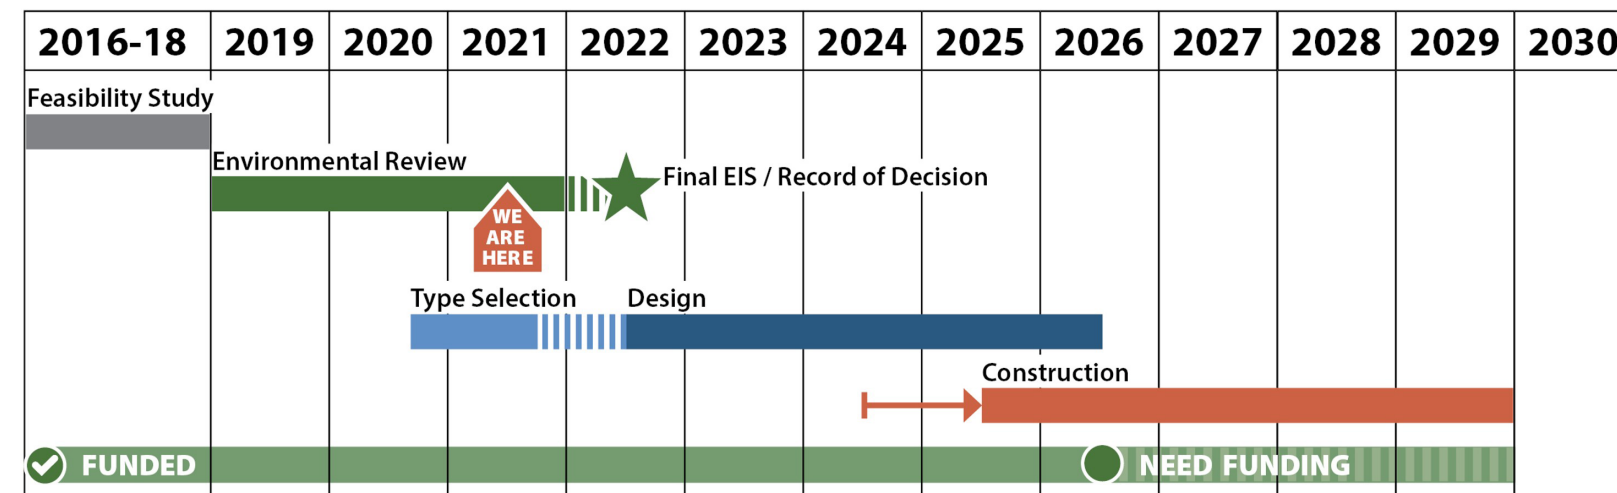 2016-18 2019 2020 2021 2022 2023 2024 2025 2026 2027 2028 2029 2030
Feasibility Study
Environmental Review
Final EIS / Record of Decision
WE
ARE
HERE
Type Selection Design
Construction
FUNDED NEED FUNDING